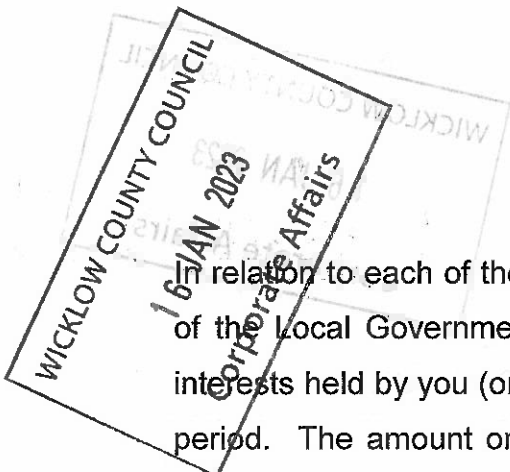 WICKLOW COUNTY COUNCIL
16 JAN 2023
Corporate Affairs
In relation to each of the
of the Local Governme
interests held by you (or
period. The amount or